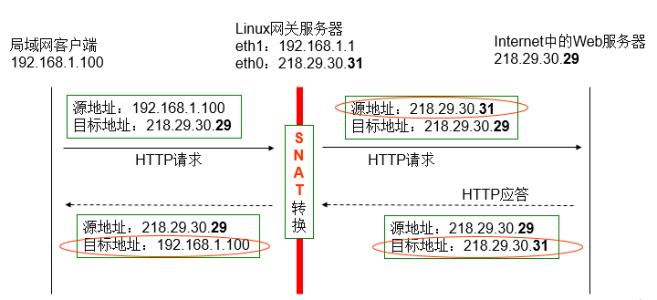 局域网客户端
192.168.1.100
Linux网关服务器
eth1：192.168.1.1
eth0：218.29.30.31
Internet中的Web服务器
218.29.30.29
源地址：192.168.1.100
目标地址：218.29.30.29
HTTP请求
SNAT转换
源地址：218.29.30.31
目标地址：218.29.30.29
HTTP请求
HTTP应答
源地址：218.29.30.29
目标地址：192.168.1.100
源地址：218.29.30.29
目标地址：218.29.30.31